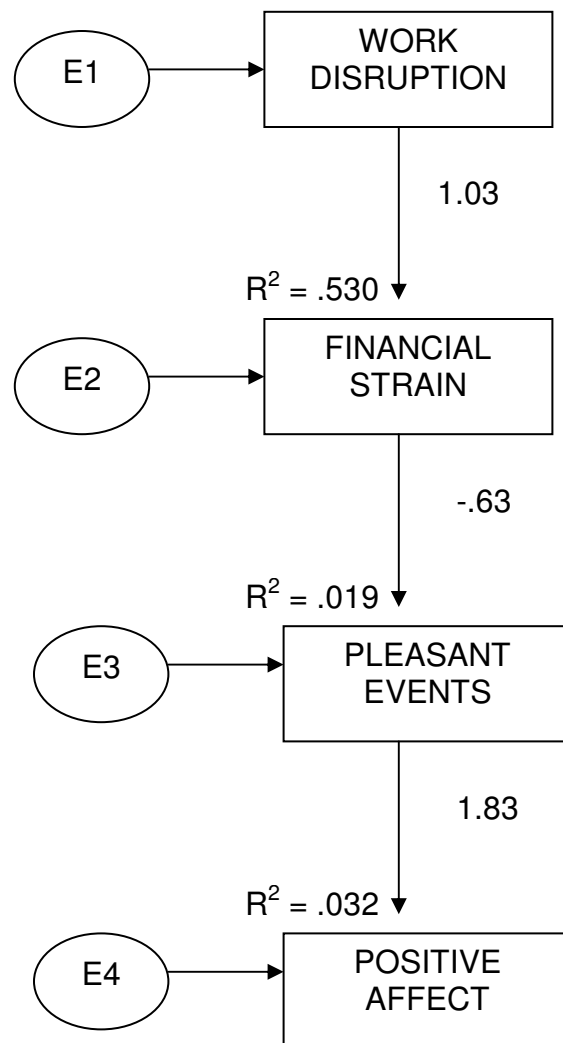 E1
WORK
DISRUPTION
1.03
R² = .530
E2
FINANCIAL
STRAIN
-.63
R² = .019
E3
PLEASANT
EVENTS
1.83
R² = .032
E4
POSITIVE
AFFECT